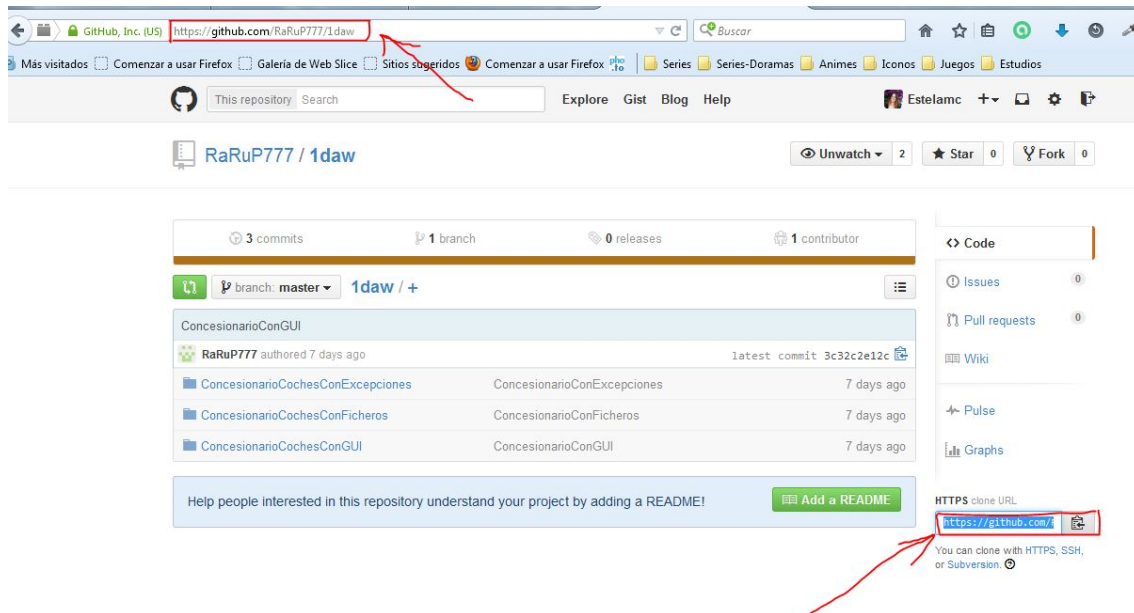 GitHub, Inc. (US) https://github.com/RaRuP777/1daw Buscar
Más visitados Comenzar a usar Firefox Galería de Web Slice Sitios sugeridos Comenzar a usar Firefox pho.to Series Series-Doramas Animes Iconos Juegos Estudios
This repository Search Explore Gist Blog Help Estelamc
RaRuP777 / 1daw Unwatch 2 Star 0 Fork 0
3 commits 1 branch 0 releases 1 contributor
<> Code
branch: master 1daw / +
Issues 0
ConcesionarioConGUI
Pull requests 0
RaRuP777 authored 7 days ago latest commit 3c32c2e12c
Wiki
ConcesionarioCochesConExcepciones ConcesionarioConExcepciones 7 days ago
ConcesionarioCochesConFicheros ConcesionarioConFicheros 7 days ago
Pulse
ConcesionarioCochesConGUI ConcesionarioConGUI 7 days ago
Graphs
Help people interested in this repository understand your project by adding a README! Add a README
HTTPS clone URL
https://github.com/
You can clone with HTTPS, SSH,
or Subversion.